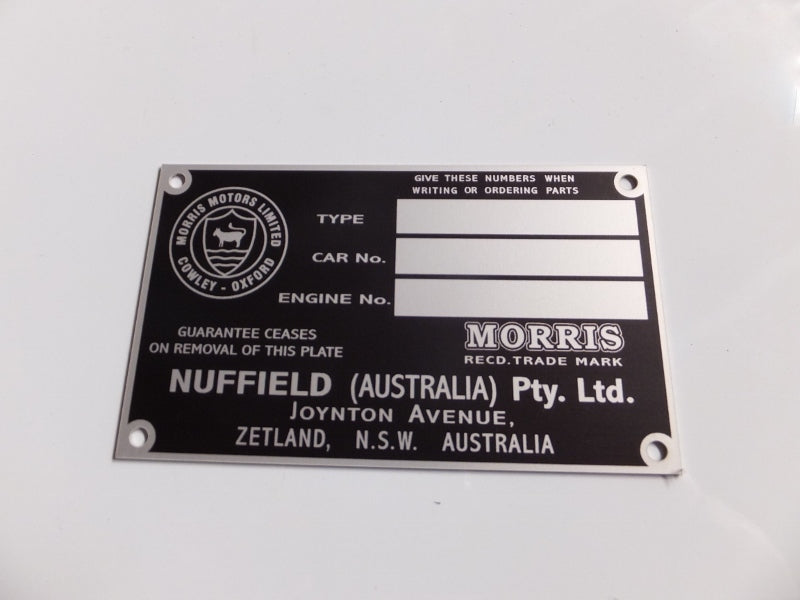 GIVE THESE NUMBERS WHEN
WRITING OR ORDERING PARTS
MORRIS MOTORS LIMITED
COWLEY - OXFORD
TYPE
CAR No.
ENGINE No.
GUARANTEE CEASES
ON REMOVAL OF THIS PLATE
MORRIS
RECD. TRADE MARK
NUFFIELD (AUSTRALIA) Pty. Ltd.
JOYNTON AVENUE,
ZETLAND, N.S.W. AUSTRALIA